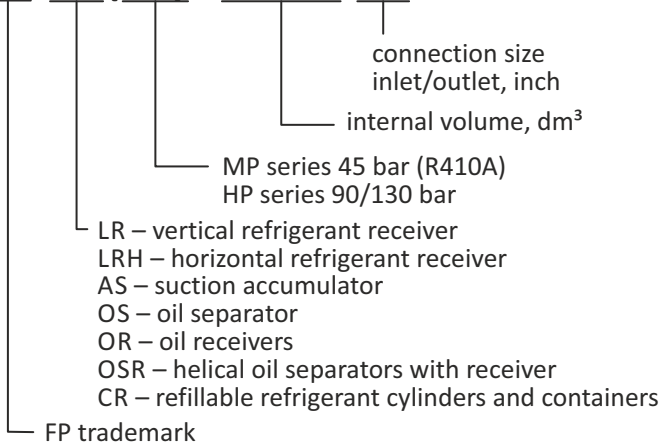 connection size
inlet/outlet, inch
internal volume, dm³
MP series 45 bar (R410A)
HP series 90/130 bar
LR – vertical refrigerant receiver
LRH – horizontal refrigerant receiver
AS – suction accumulator
OS – oil separator
OR – oil receivers
OSR – helical oil separators with receiver
CR – refillable refrigerant cylinders and containers
FP trademark